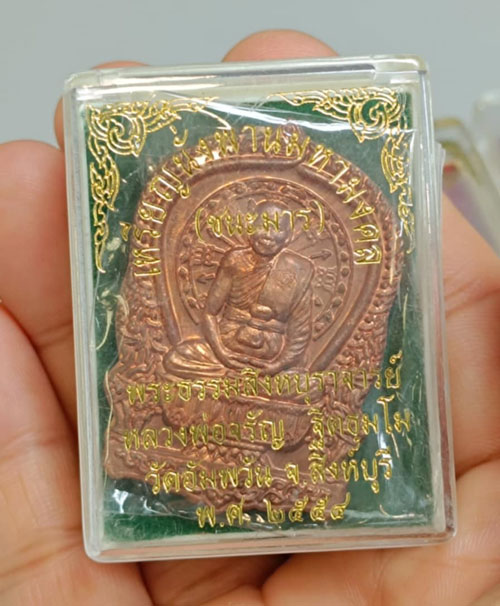 เหรียญนั่งพานมหามงคล
(ชนะมาร)
พระธรรมสิงหบุราจารย์
หลวงพ่อจรัญ ฐิตธมฺโม
วัดอัมพวัน จ.สิงห์บุรี
พ.ศ. ๒๕๕๔